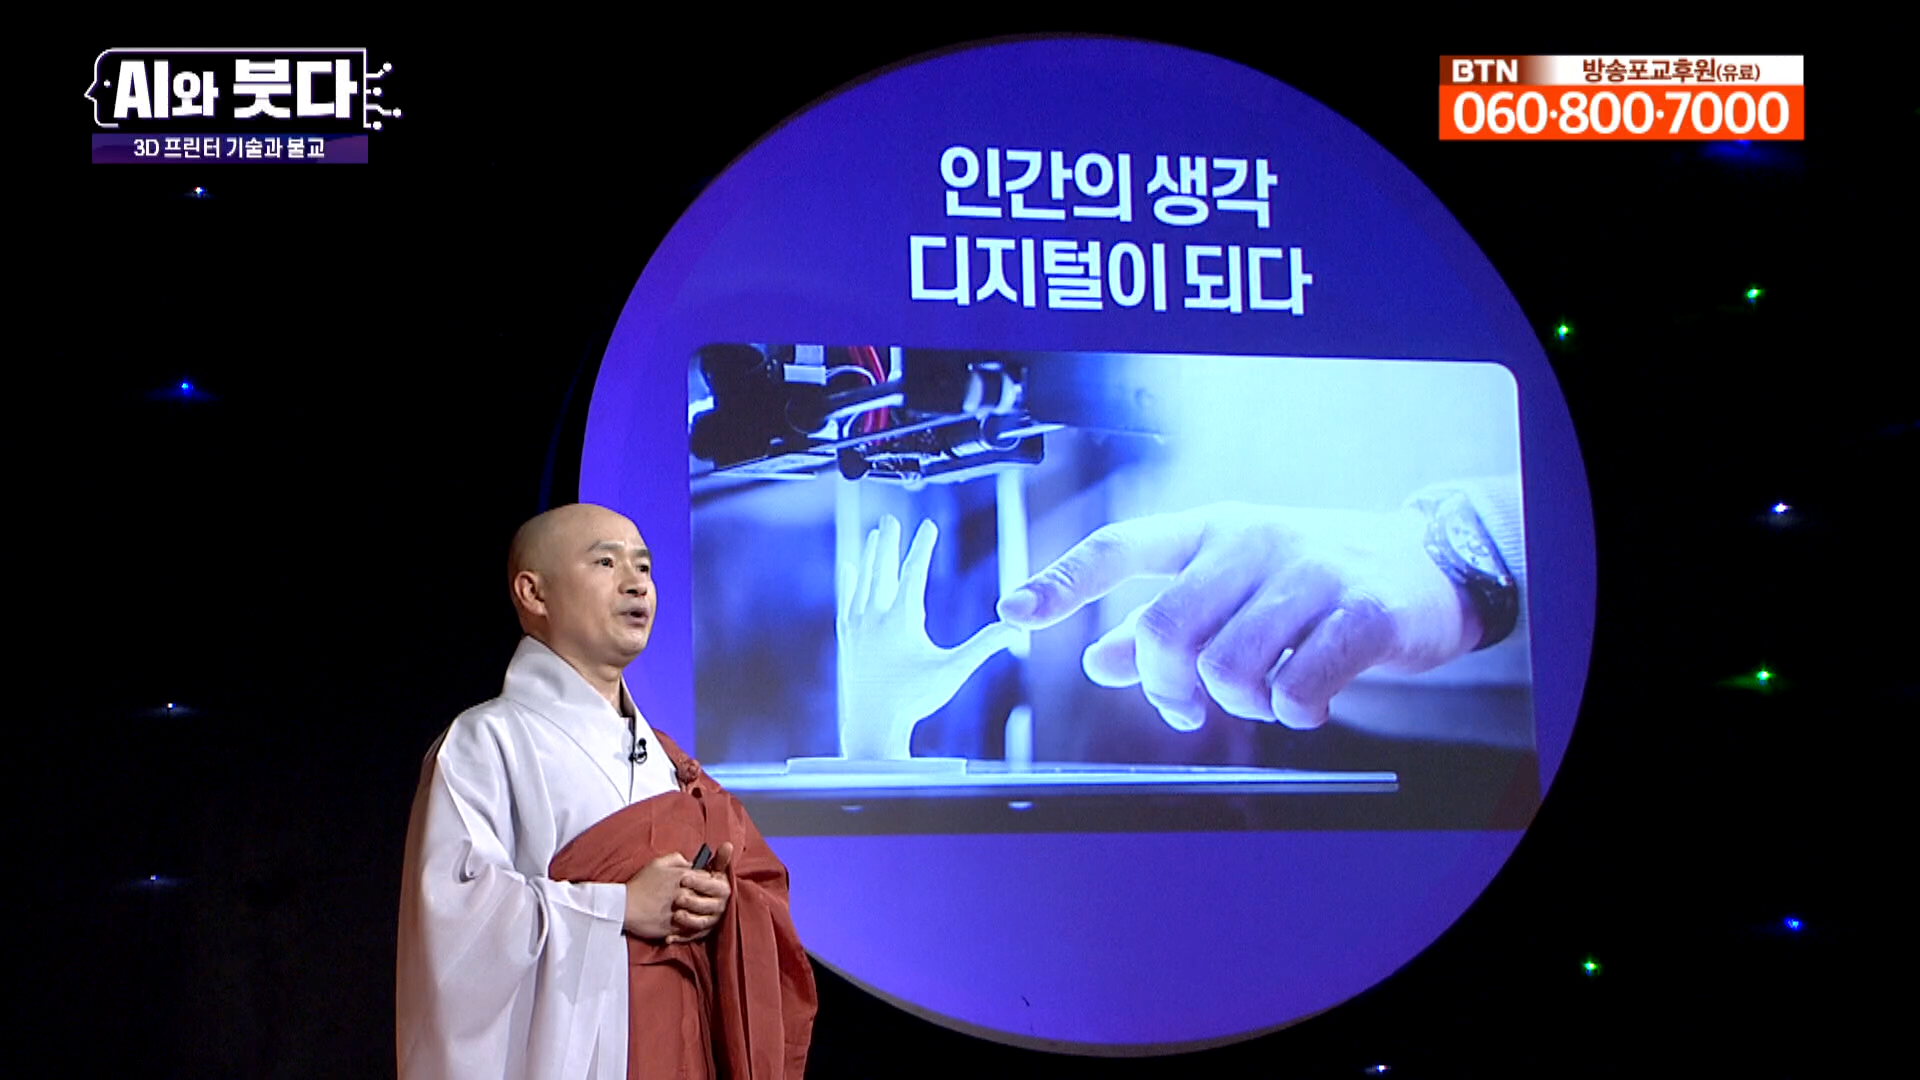 AI와 붓다
3D 프린터 기술과 불교
BTN 방송포교후원(유료)
060·800·7000
인간의 생각
디지털이 되다